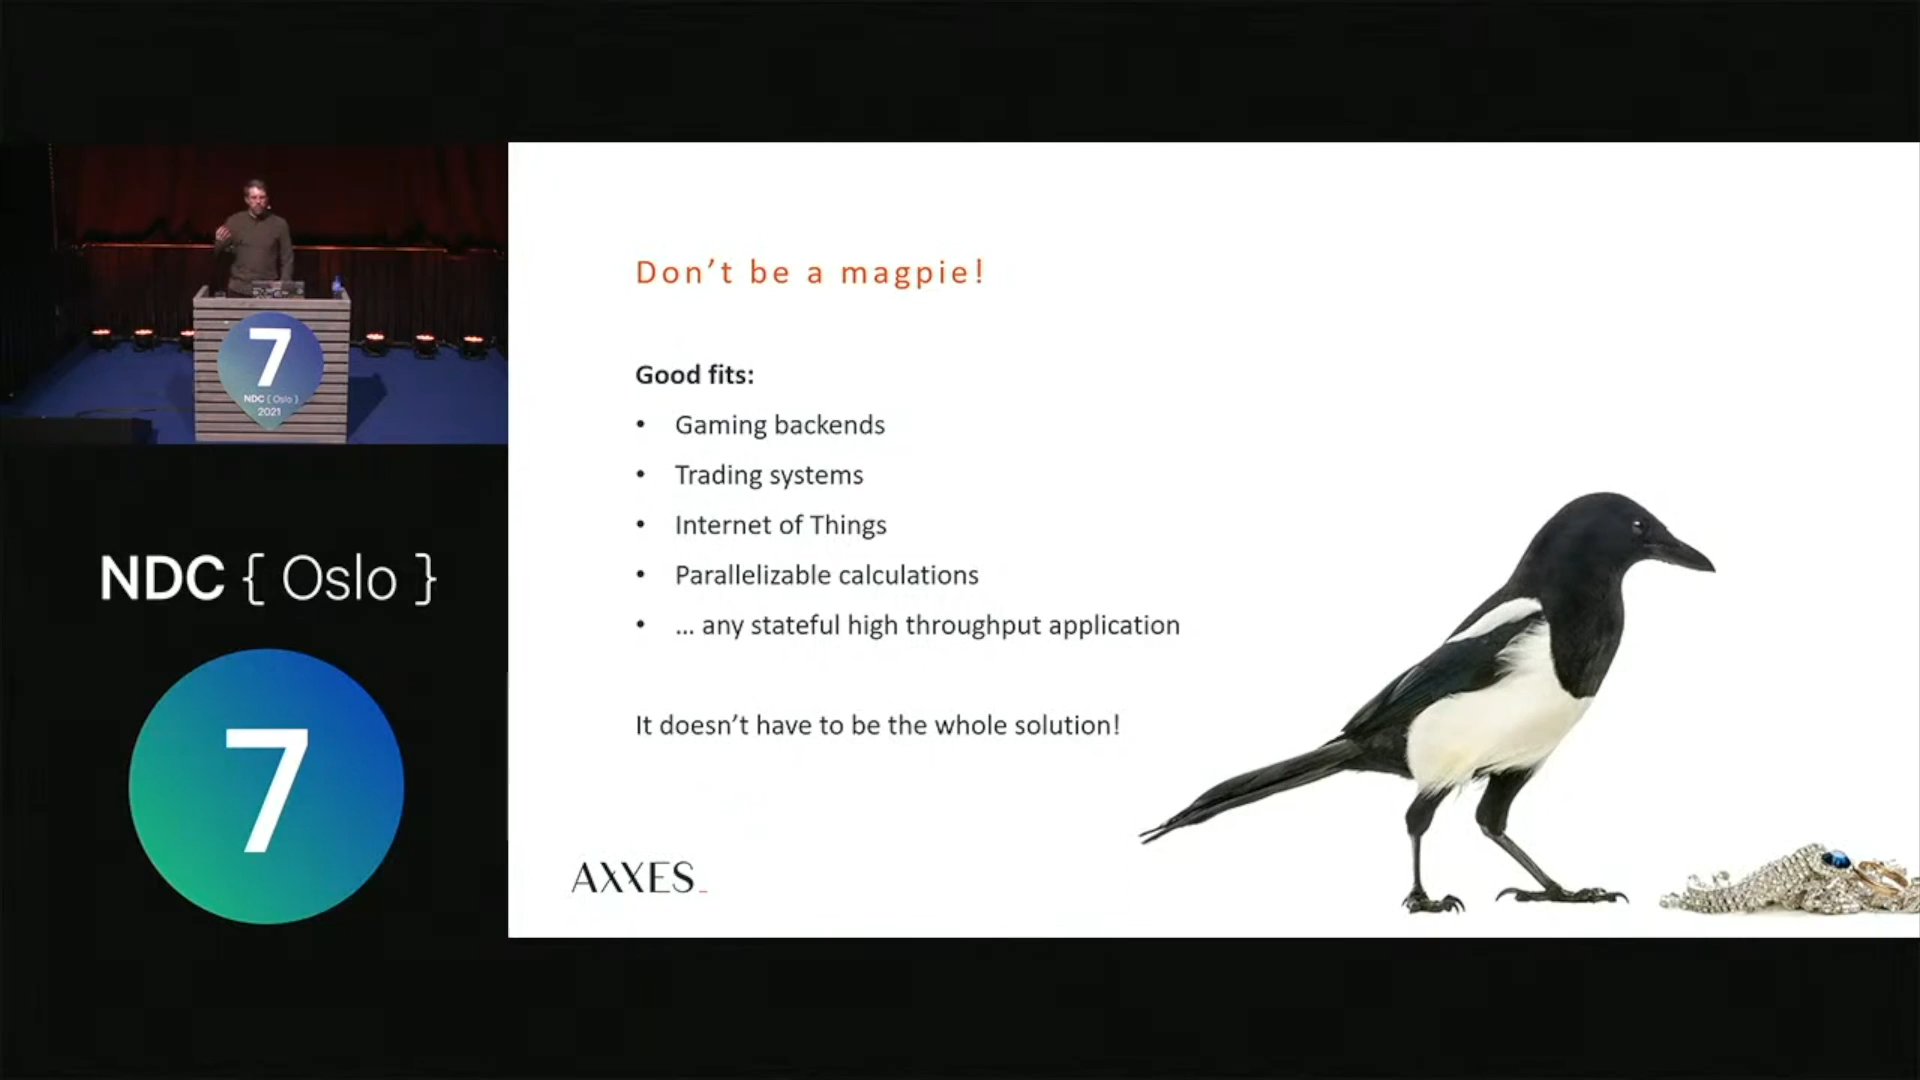 7
NDC { Oslo }
2021
NDC { Oslo }
7
Don’t be a magpie!
Good fits:
• Gaming backends
• Trading systems
• Internet of Things
• Parallelizable calculations
• ... any stateful high throughput application
It doesn’t have to be the whole solution!
AXXES_